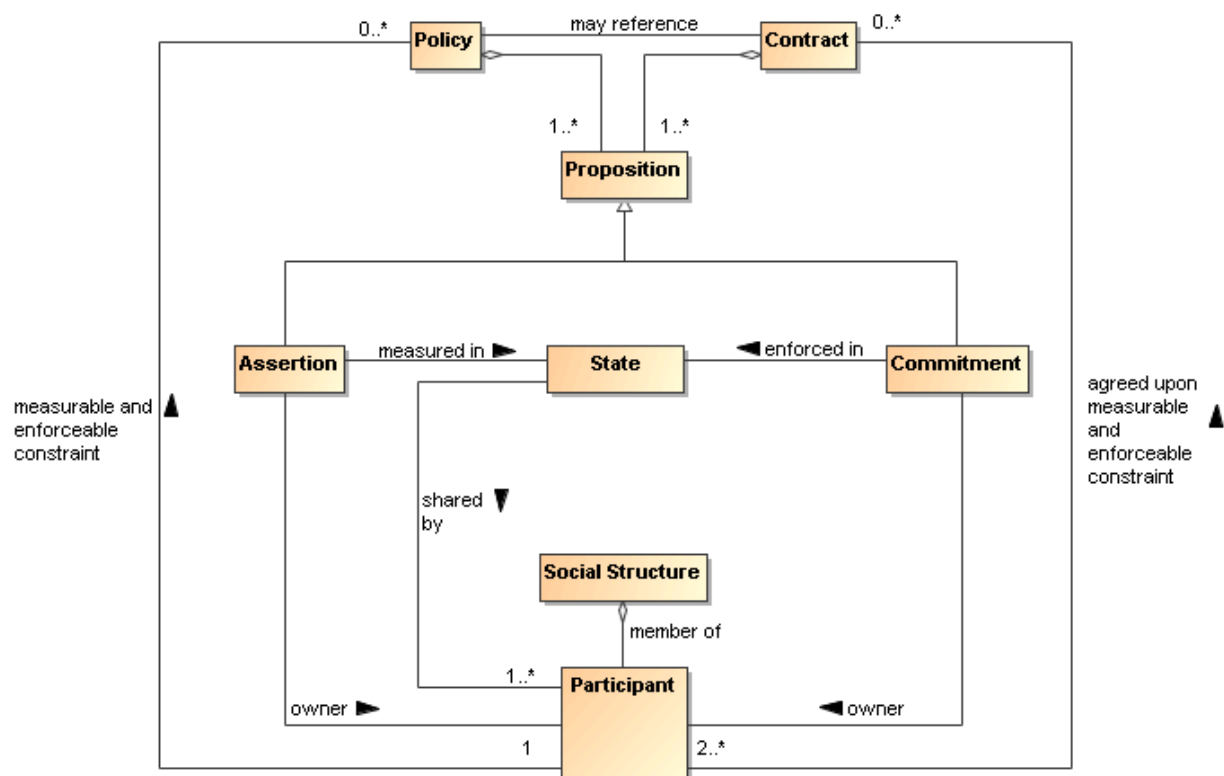 0..*
Policy
may reference
Contract
0..*
1..*
1..*
Proposition
Assertion
measured in
State
enforced in
Commitment
measurable and
enforceable
constraint
agreed upon
measurable
and
enforceable
constraint
shared
by
Social Structure
member of
1..*
Participant
owner
owner
1
2..*